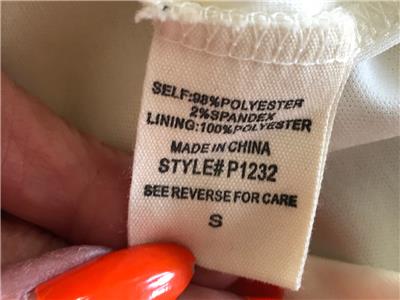 SELF:98%POLYESTER
2%SPANDEX
LINING:100%POLYESTER
MADE IN CHINA
STYLE# P1232
SEE REVERSE FOR CARE
S